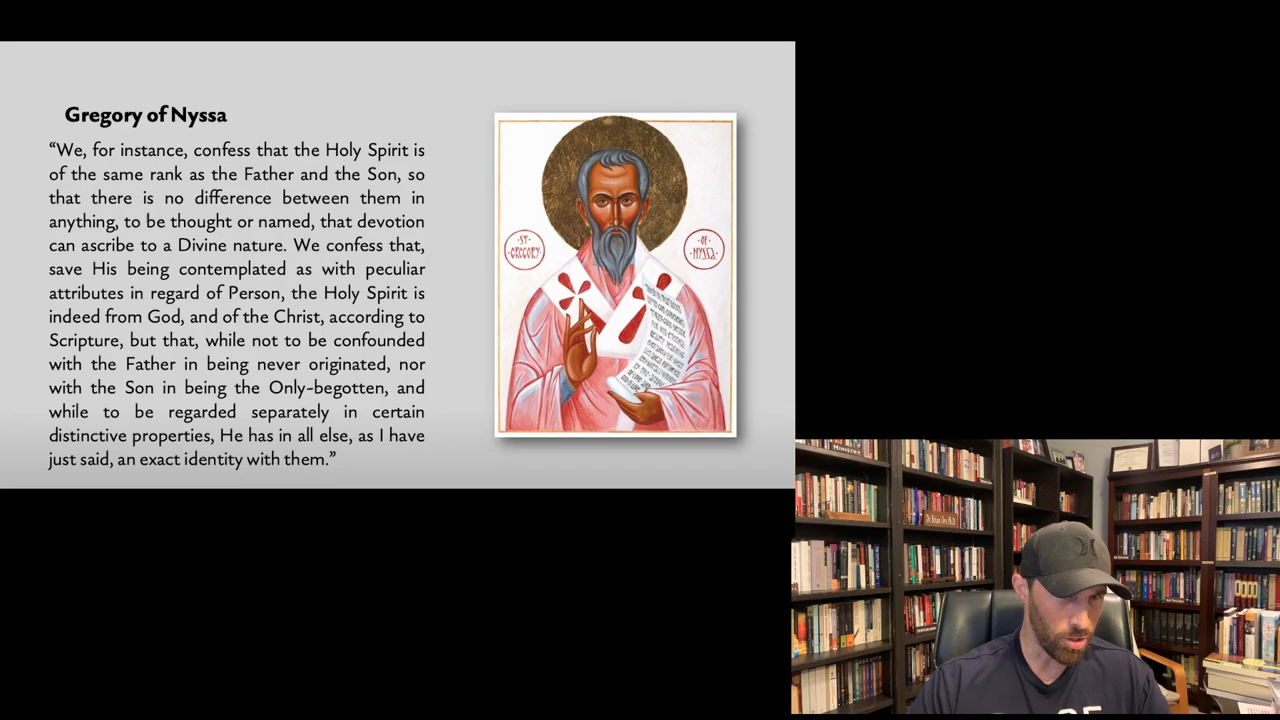 Gregory of Nyssa
“We, for instance, confess that the Holy Spirit is
of the same rank as the Father and the Son, so
that there is no difference between them in
anything, to be thought or named, that devotion
can ascribe to a Divine nature. We confess that,
save His being contemplated as with peculiar
attributes in regard of Person, the Holy Spirit is
indeed from God, and of the Christ, according to
Scripture, but that, while not to be confounded
with the Father in being never originated, nor
with the Son in being the Only-begotten, and
while to be regarded separately in certain
distinctive properties, He has in all else, as I have
just said, an exact identity with them.”
·ST·
GREGORY·
·OF·
·NYSSA·
MINISTRY